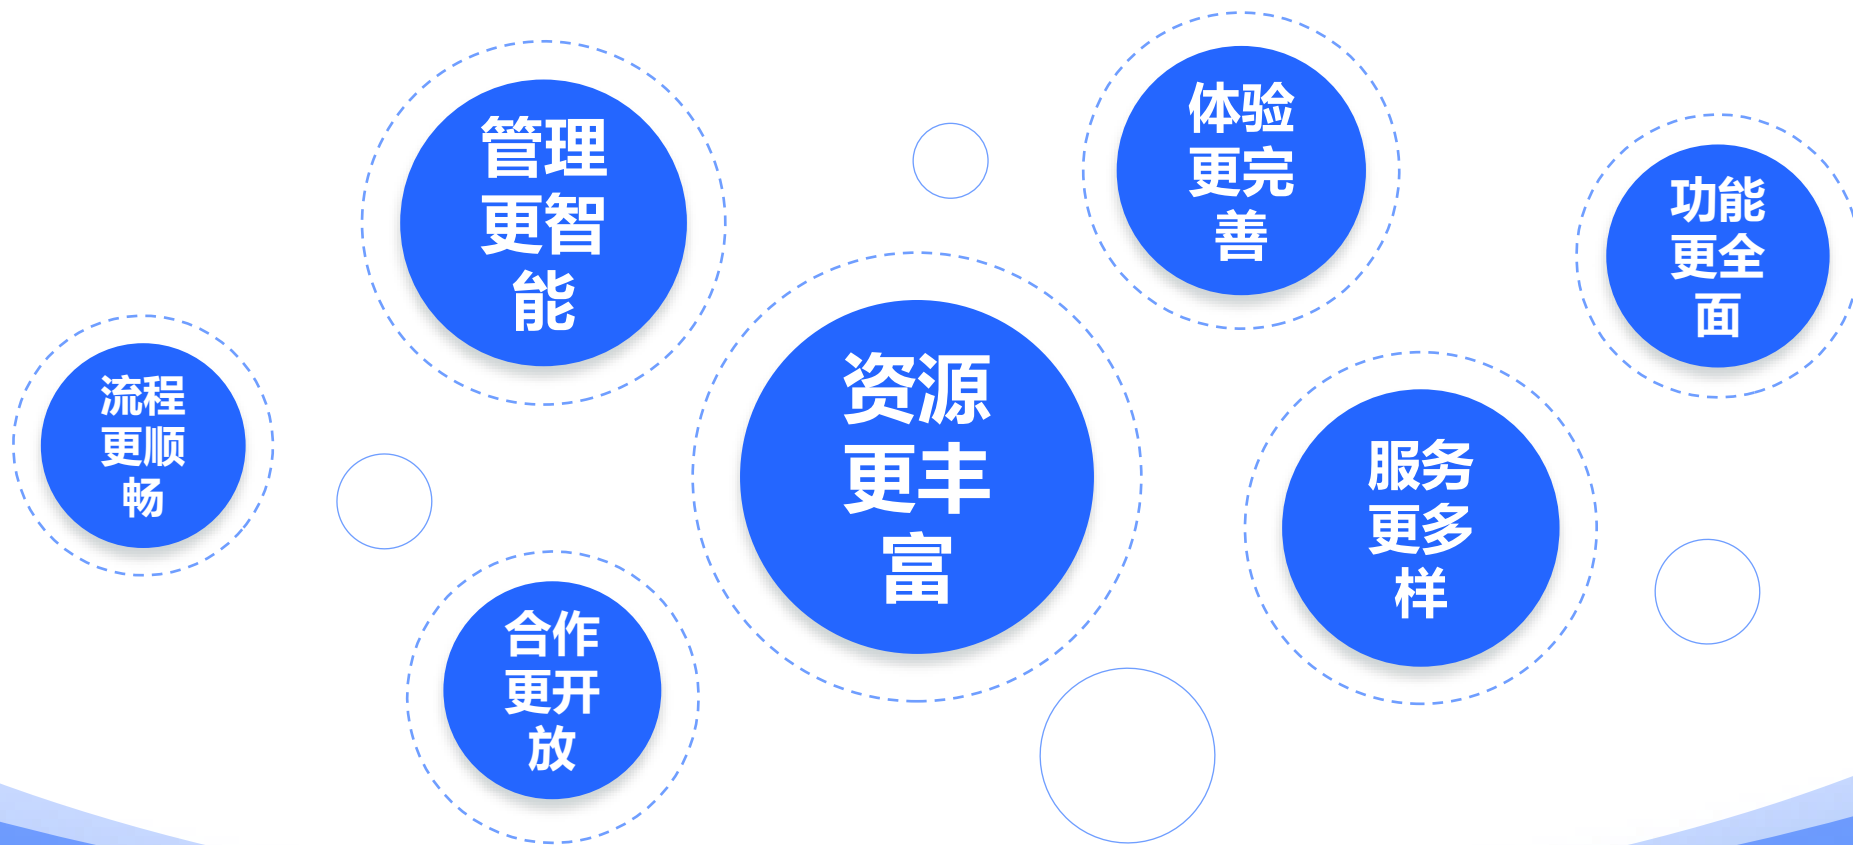 流程
更顺
畅
管理
更智
能
合作
更开
放
资源
更丰
富
体验
更完
善
服务
更多
样
功能
更全
面